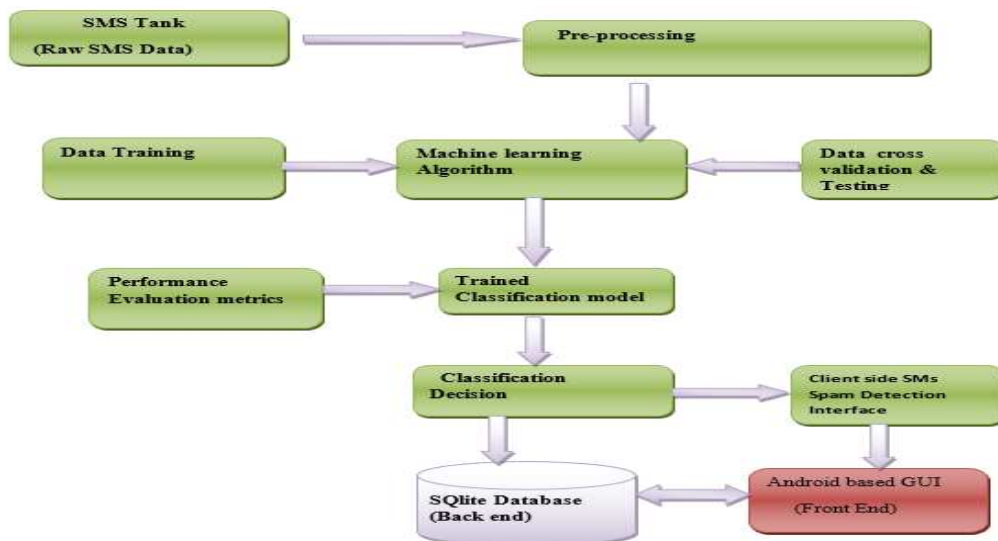 SMS Tank
(Raw SMS Data)
Pre-processing
Data Training
Machine learning
Algorithm
Data cross
validation &
Testing
Performance
Evaluation metrics
Trained
Classification model
Classification
Decision
Client side SMs
Spam Detection
Interface
SQlite Database
(Back end)
Android based GUI
(Front End)